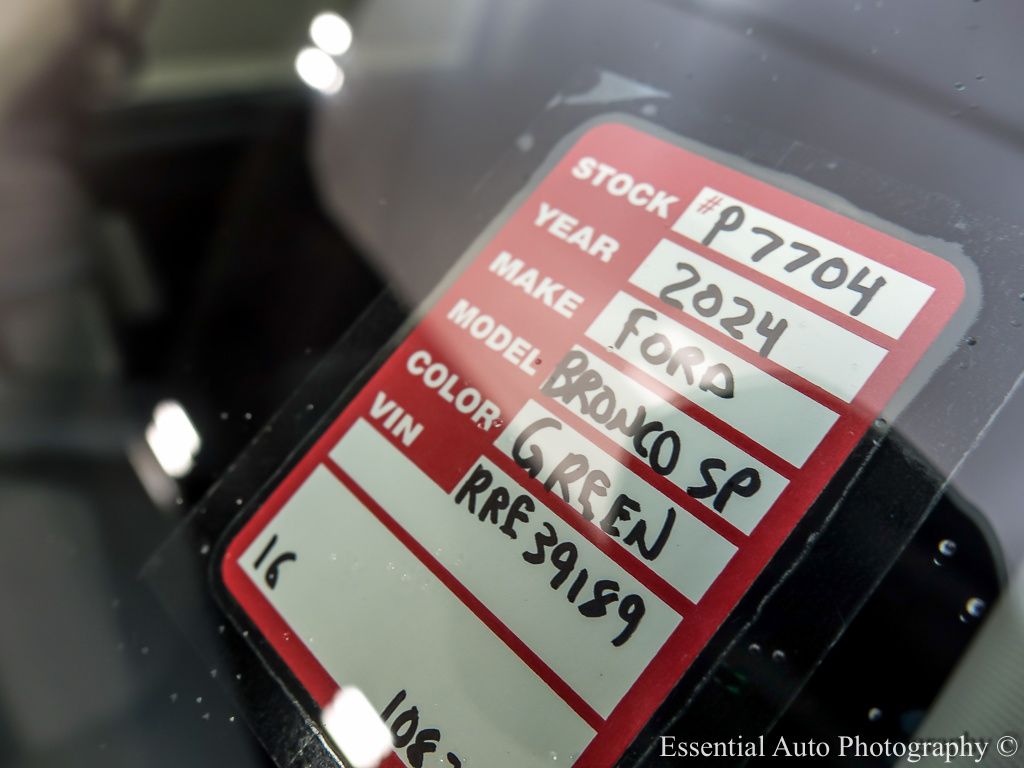 STOCK #P7704
YEAR 2024
MAKE FORD
MODEL BRONCO SP
COLOR GREEN
VIN RRE39189
16
Essential Auto Photography ©